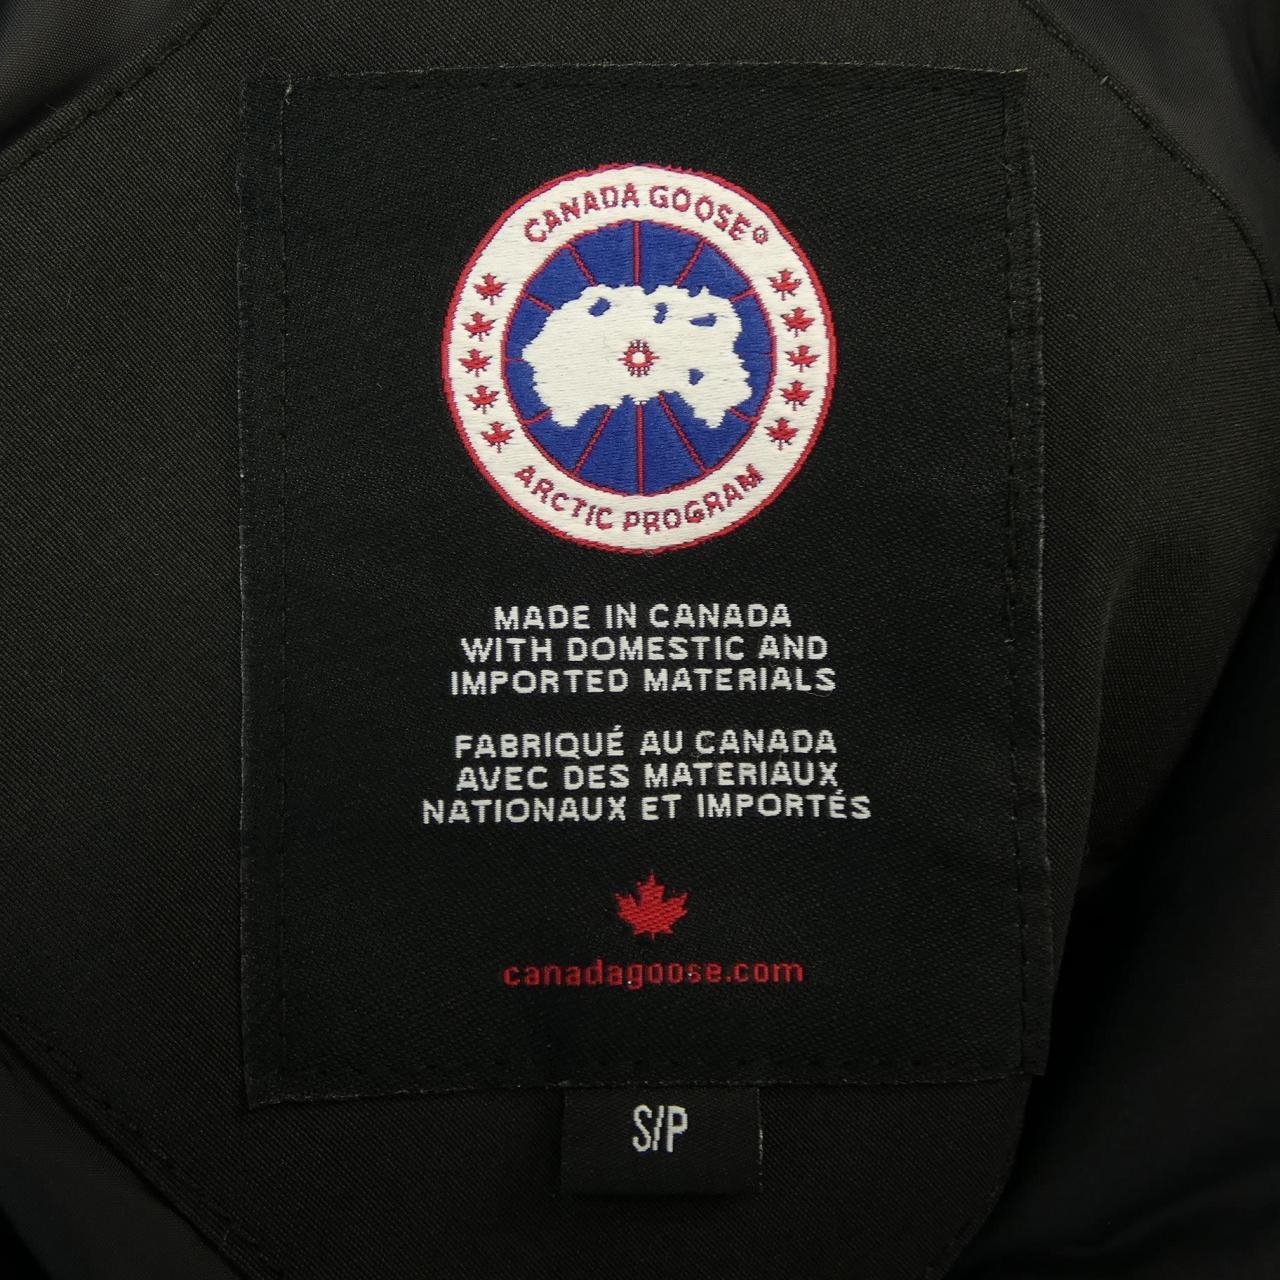 CANADA GOOSE®
ARCTIC PROGRAM
MADE IN CANADA
WITH DOMESTIC AND
IMPORTED MATERIALS
FABRIQUÉ AU CANADA
AVEC DES MATERIAUX
NATIONAUX ET IMPORTÉS
canadagoose.com
S/P